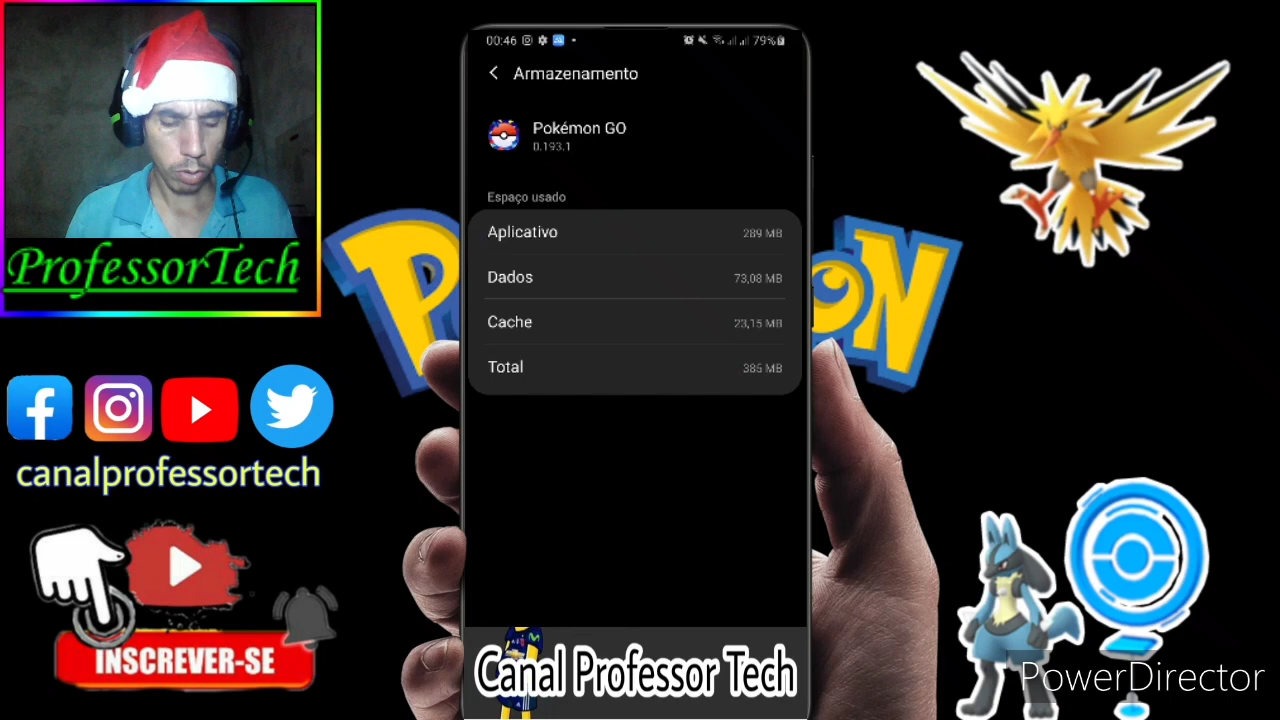 ProfessorTech
canalprofessortech
INSCREVER-SE
00:46
79%
Armazenamento
Pokémon GO
0.193.1
Espaço usado
Aplicativo 289 MB
Dados 73,08 MB
Cache 23,15 MB
Total 385 MB
P
ON
Canal Professor Tech
PowerDirector